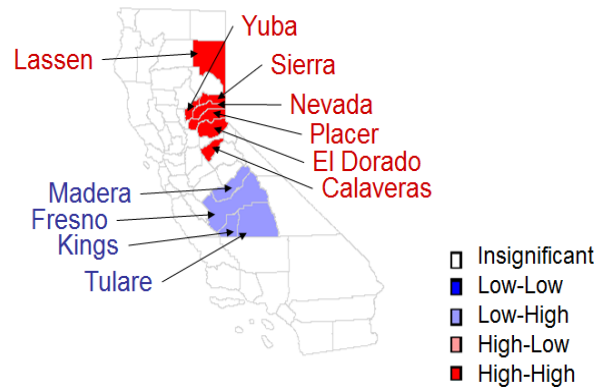 Yuba
Lassen
Sierra
Nevada
Placer
El Dorado
Calaveras
Madera
Fresno
Kings
Tulare
Insignificant
Low-Low
Low-High
High-Low
High-High